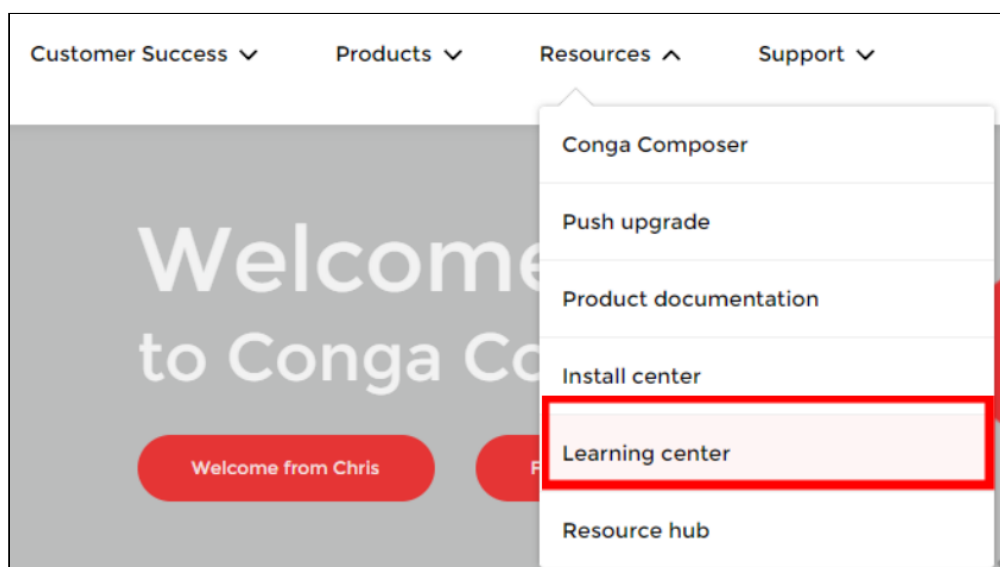 Customer Success
Products
Resources
Support
Conga Composer
Push upgrade
Product documentation
Install center
Learning center
Resource hub
Welcome
to Conga Co
Welcome from Chris